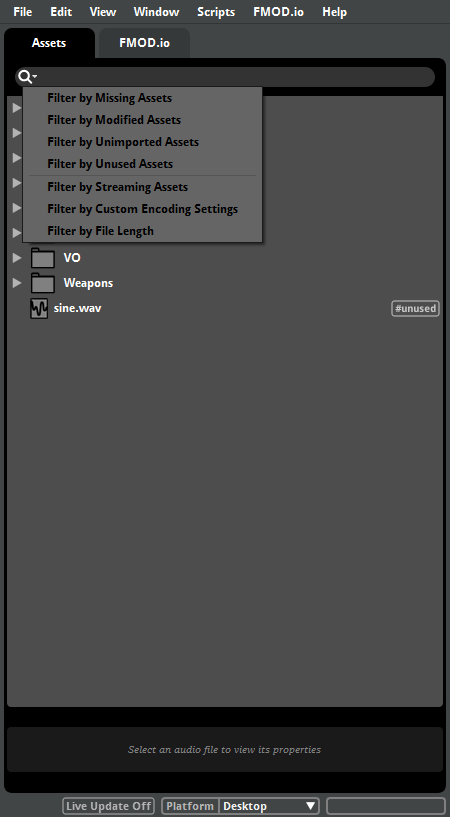 File Edit View Window Scripts FMOD.io Help
Assets FMOD.io
Filter by Missing Assets
Filter by Modified Assets
Filter by Unimported Assets
Filter by Unused Assets
Filter by Streaming Assets
Filter by Custom Encoding Settings
Filter by File Length
VO
Weapons
sine.wav #unused
Select an audio file to view its properties
Live Update Off Platform Desktop